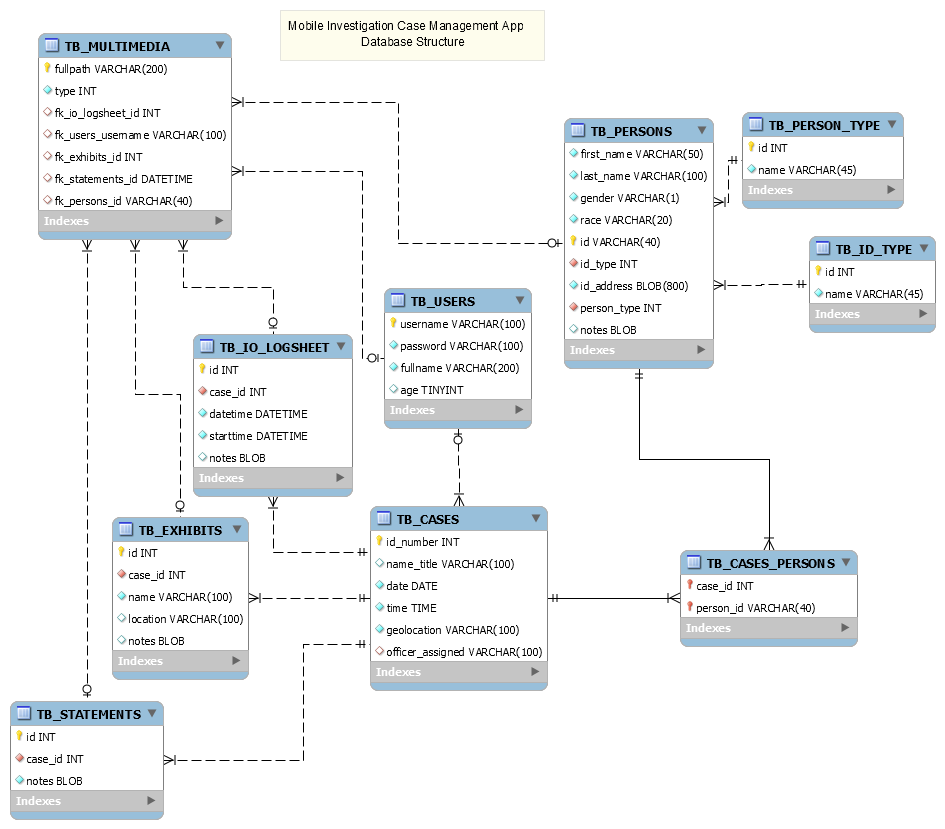 Mobile Investigation Case Management App
Database Structure
TB_MULTIMEDIA
fullpath VARCHAR(200)
type INT
fk_io_logsheet_id INT
fk_users_username VARCHAR(100)
fk_exhibits_id INT
fk_statements_id DATETIME
fk_persons_id VARCHAR(40)
Indexes
TB_PERSONS
first_name VARCHAR(50)
last_name VARCHAR(100)
gender VARCHAR(1)
race VARCHAR(20)
id VARCHAR(40)
id_type INT
id_address BLOB(800)
person_type INT
notes BLOB
Indexes
TB_PERSON_TYPE
id INT
name VARCHAR(45)
Indexes
TB_ID_TYPE
id INT
name VARCHAR(45)
Indexes
TB_USERS
username VARCHAR(100)
password VARCHAR(100)
fullname VARCHAR(200)
age TINYINT
Indexes
TB_IO_LOGSHEET
id INT
case_id INT
datetime DATETIME
starttime DATETIME
notes BLOB
Indexes
TB_EXHIBITS
id INT
case_id INT
name VARCHAR(100)
location VARCHAR(100)
notes BLOB
Indexes
TB_CASES
id_number INT
name_title VARCHAR(100)
date DATE
time TIME
geolocation VARCHAR(100)
officer_assigned VARCHAR(100)
Indexes
TB_CASES_PERSONS
case_id INT
person_id VARCHAR(40)
Indexes
TB_STATEMENTS
id INT
case_id INT
notes BLOB
Indexes